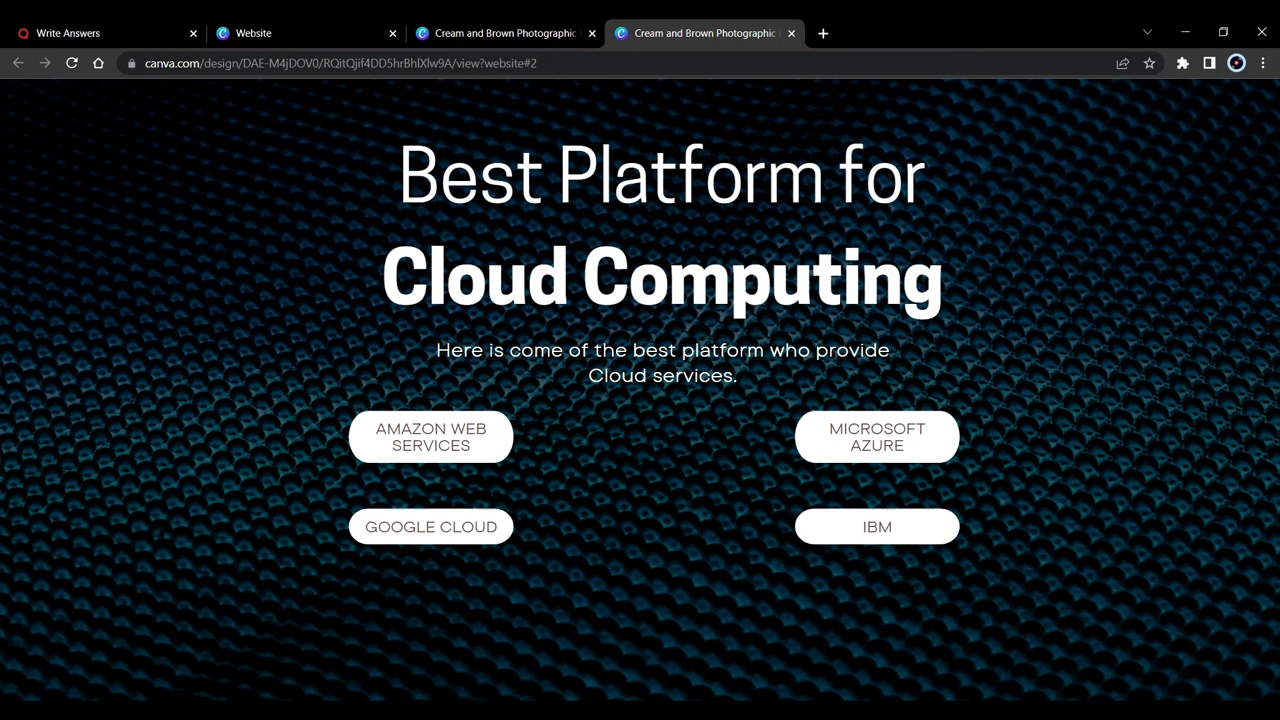 Write Answers
Website
Cream and Brown Photographic
Cream and Brown Photographic
canva.com/design/DAE-M4jDOV0/RQitQjif4DD5hrBhlXlw9A/view?website#2
Best Platform for
Cloud Computing
Here is come of the best platform who provide
Cloud services.
AMAZON WEB
SERVICES
MICROSOFT
AZURE
GOOGLE CLOUD
IBM